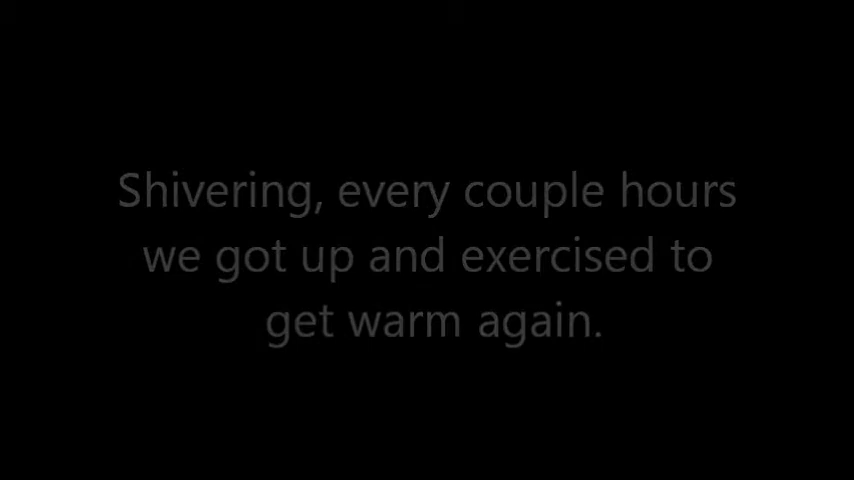 Shivering, every couple hours
we got up and exercised to
get warm again.